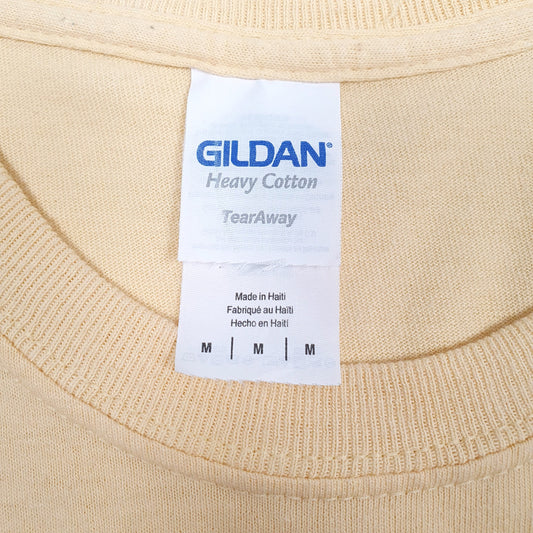 GILDAN®
Heavy Cotton
TearAway
Made in Haiti
Fabriqué au Haïti
Hecho en Haití
M | M | M